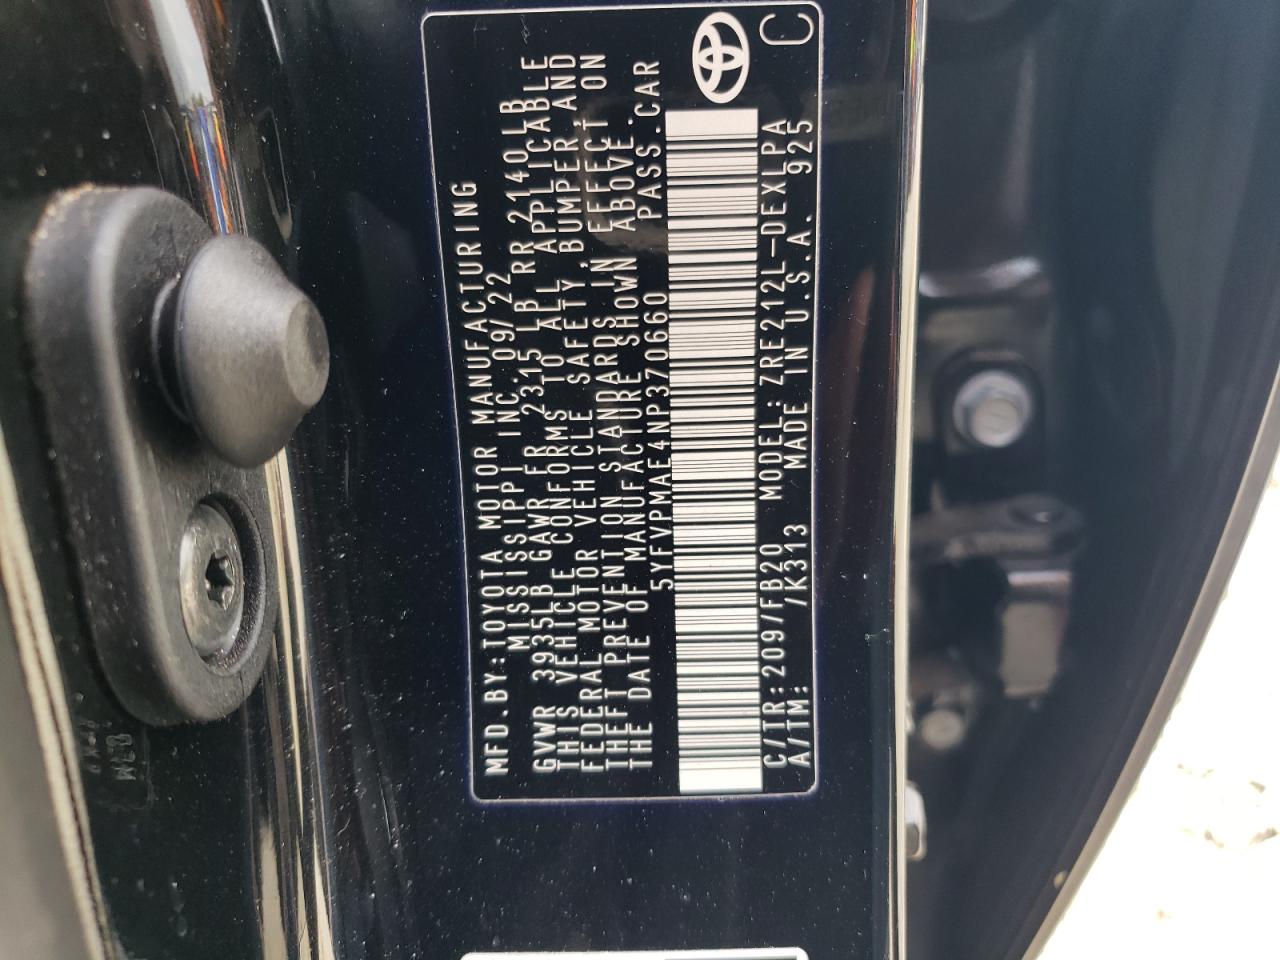 MFD.BY:TOYOTA MOTOR MANUFACTURING
MISSISSIPPI INC. 09/22
GVWR 3935LB GAWR FR 2315 LB RR 2140LB
THIS VEHICLE CONFORMS TO ALL APPLICABLE
FEDERAL MOTOR VEHICLE SAFETY, BUMPER, AND
THEFT PREVENTION STANDARDS IN EFFECT ON
THE DATE OF MANUFACTURE SHOWN ABOVE.
5YFVPMAE4NP370660 PASS.CAR
C/TR:209/FB20 MODEL:ZRE212L-DEXLPA
A/TM: /K313 MADE IN U.S.A. 925
C